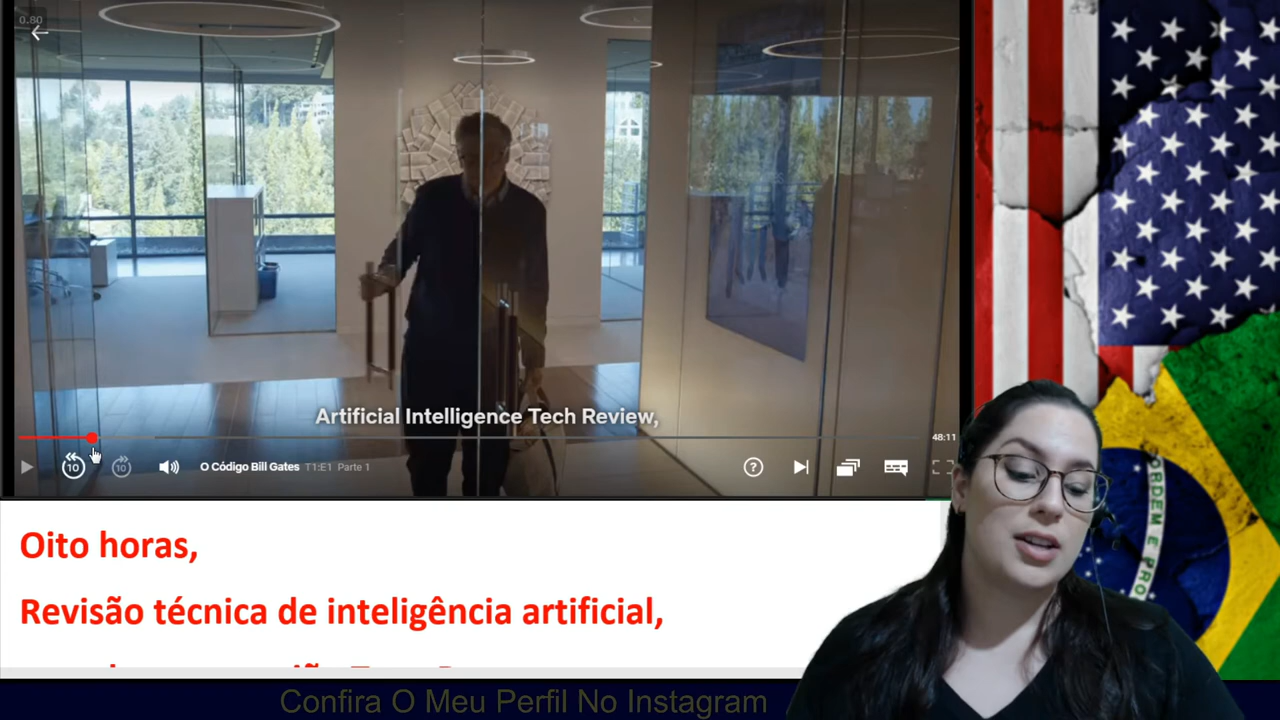 0.80
Artificial Intelligence Tech Review,
48:11
10
10
O Código Bill Gates T1:E1 Parte 1
?
Oito horas,
Revisão técnica de inteligência artificial,
ORDEM E PRO
Confira O Meu Perfil No Instagram